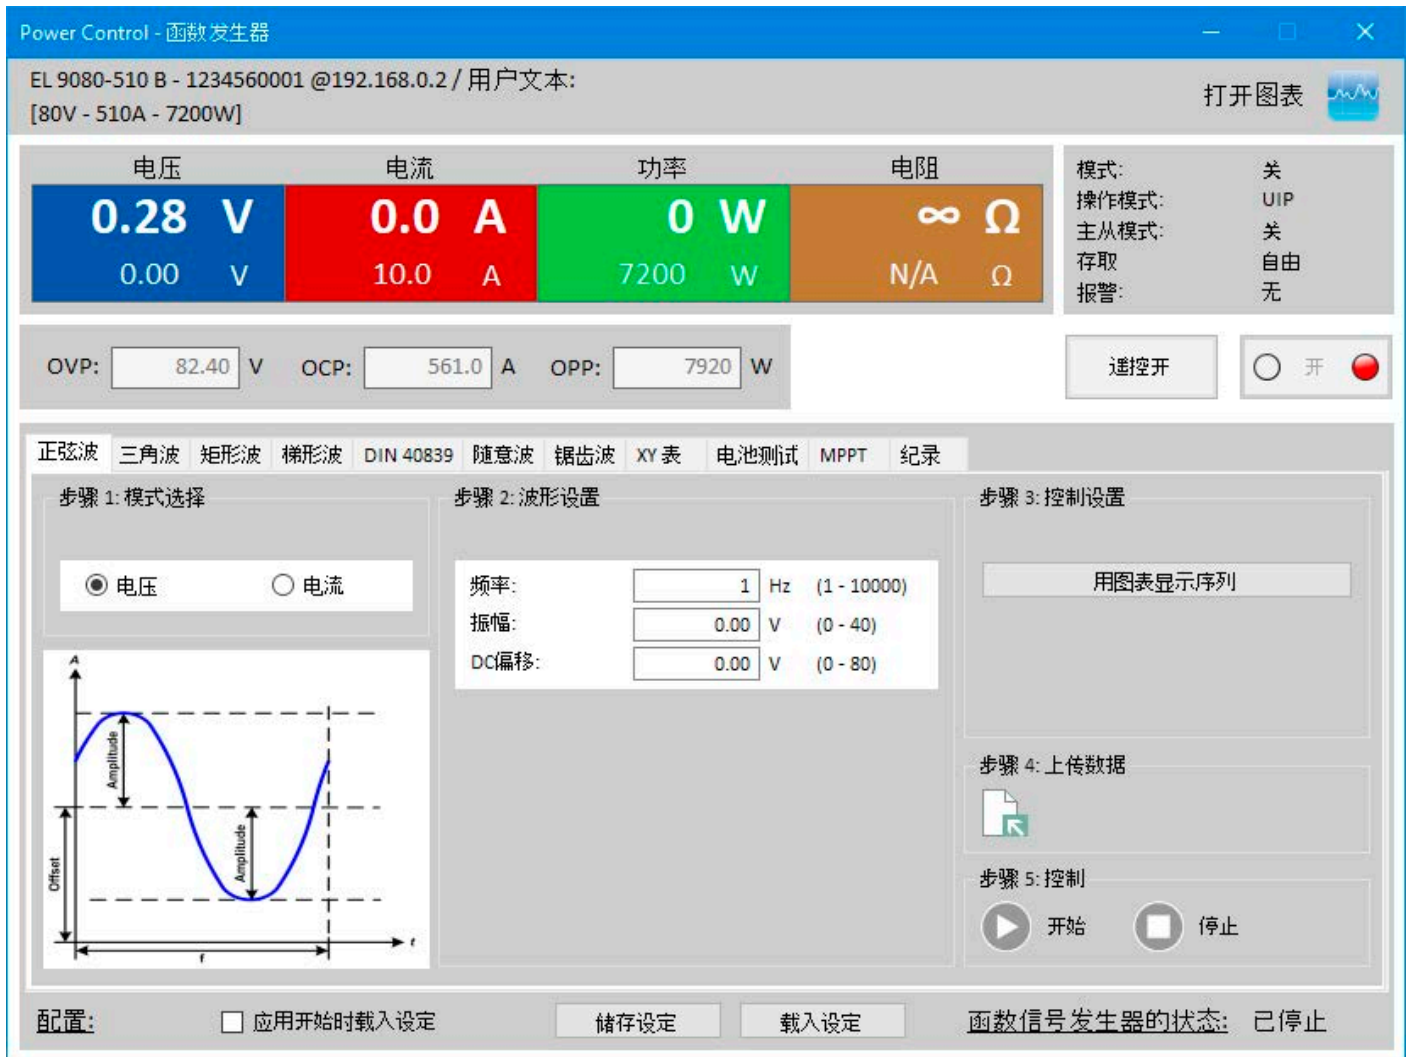 Power Control - 函数发生器
EL 9080-510 B - 1234560001 @192.168.0.2 / 用户文本:
[80V - 510A - 7200W]
打开图表
电压 电流 功率 电阻
0.28 V 0.0 A 0 W ∞ Ω
0.00 V 10.0 A 7200 W N/A Ω
模式: 关
操作模式: UIP
主从模式: 关
存取 自由
报警: 无
OVP: 82.40 V OCP: 561.0 A OPP: 7920 W
遥控开
开
正弦波 三角波 矩形波 梯形波 DIN 40839 随意波 锯齿波 XY 表 电池测试 MPPT 纪录
步骤 1: 模式选择
电压 电流
A
Amplitude
Amplitude
Offset
t
f
步骤 2: 波形设置
频率: 1 Hz (1 - 10000)
振幅: 0.00 V (0 - 40)
DC偏移: 0.00 V (0 - 80)
步骤 3: 控制设置
用图表显示序列
步骤 4: 上传数据
步骤 5: 控制
开始 停止
配置: 应用开始时载入设定 储存设定 载入设定 函数信号发生器的状态: 已停止